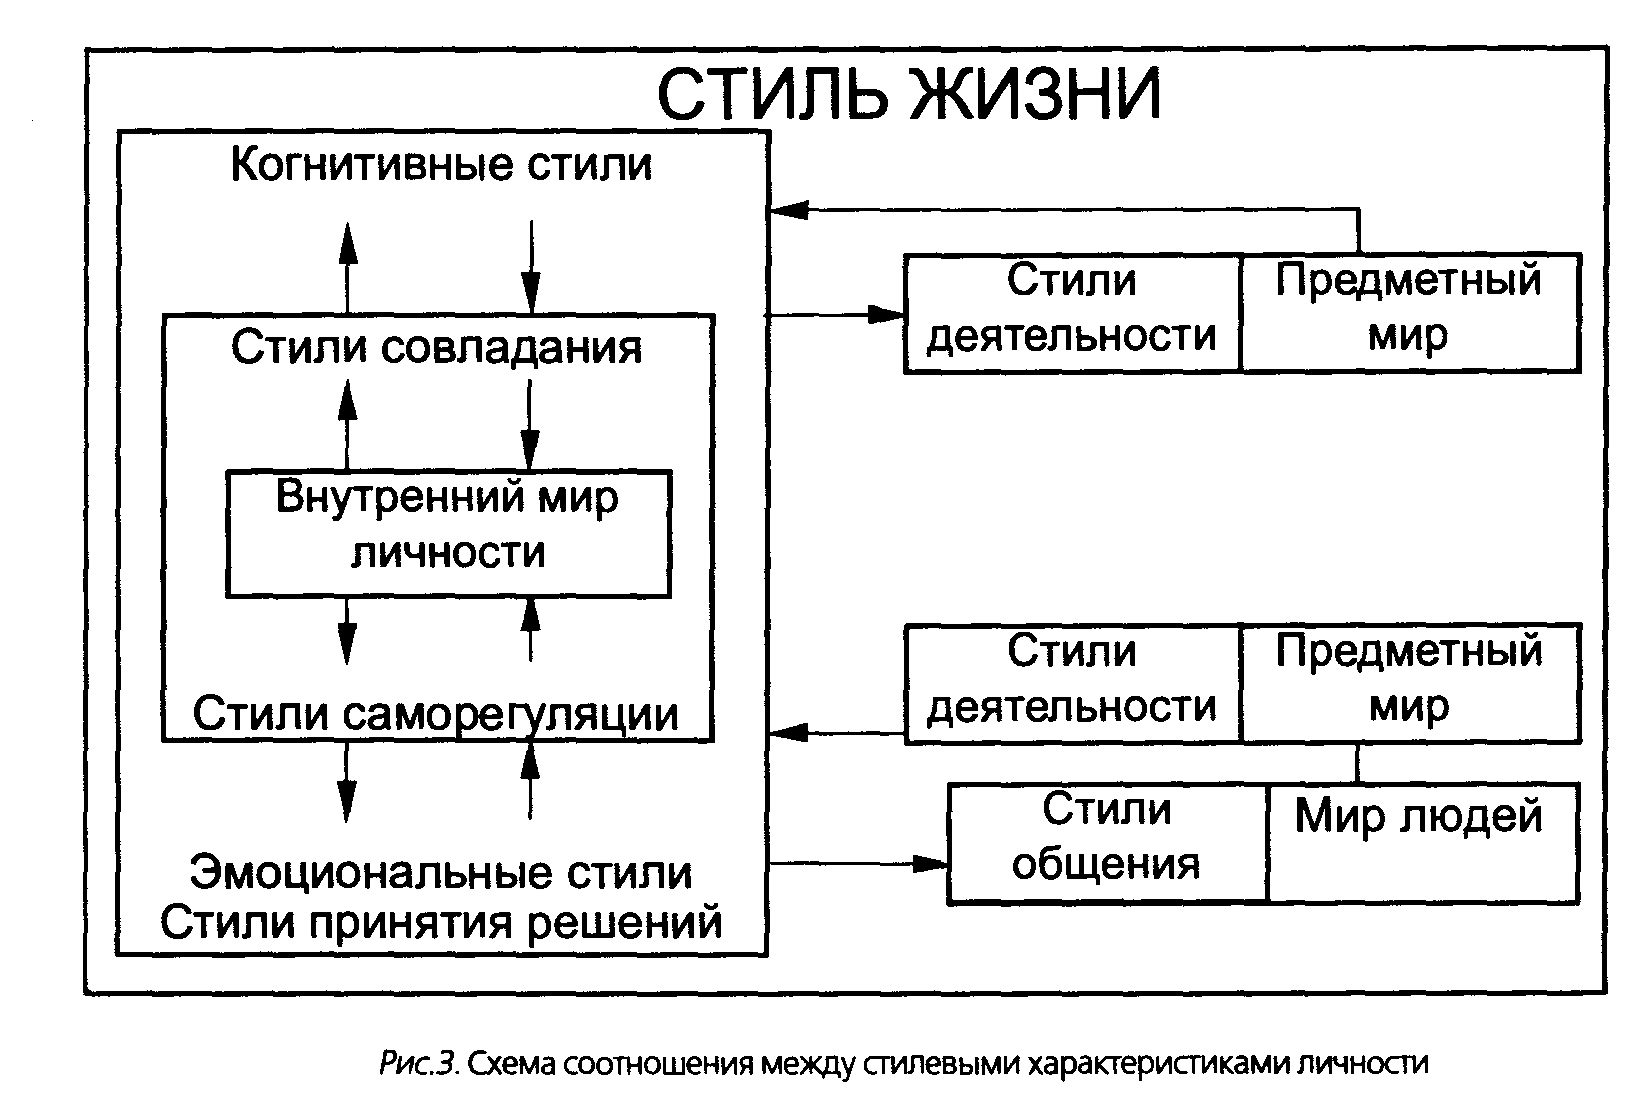 СТИЛЬ ЖИЗНИ
Когнитивные стили
Стили совладания
Внутренний мир
личности
Стили саморегуляции
Эмоциональные стили
Стили принятия решений
Стили
деятельности
Предметный
мир
Стили
деятельности
Предметный
мир
Стили
общения
Мир людей
Рис.3. Схема соотношения между стилевыми характеристиками личности